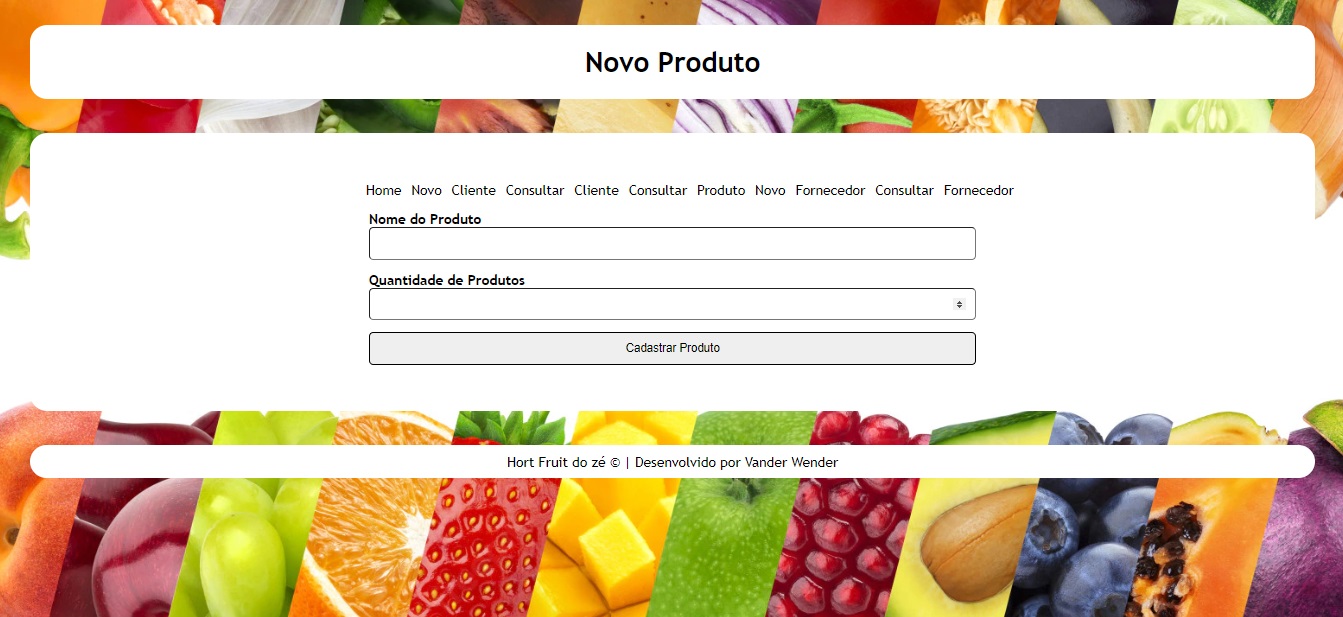 Novo Produto
Home Novo Cliente Consultar Cliente Consultar Produto Novo Fornecedor Consultar Fornecedor
Nome do Produto
Quantidade de Produtos
Cadastrar Produto
Hort Fruit do zé © | Desenvolvido por Vander Wender